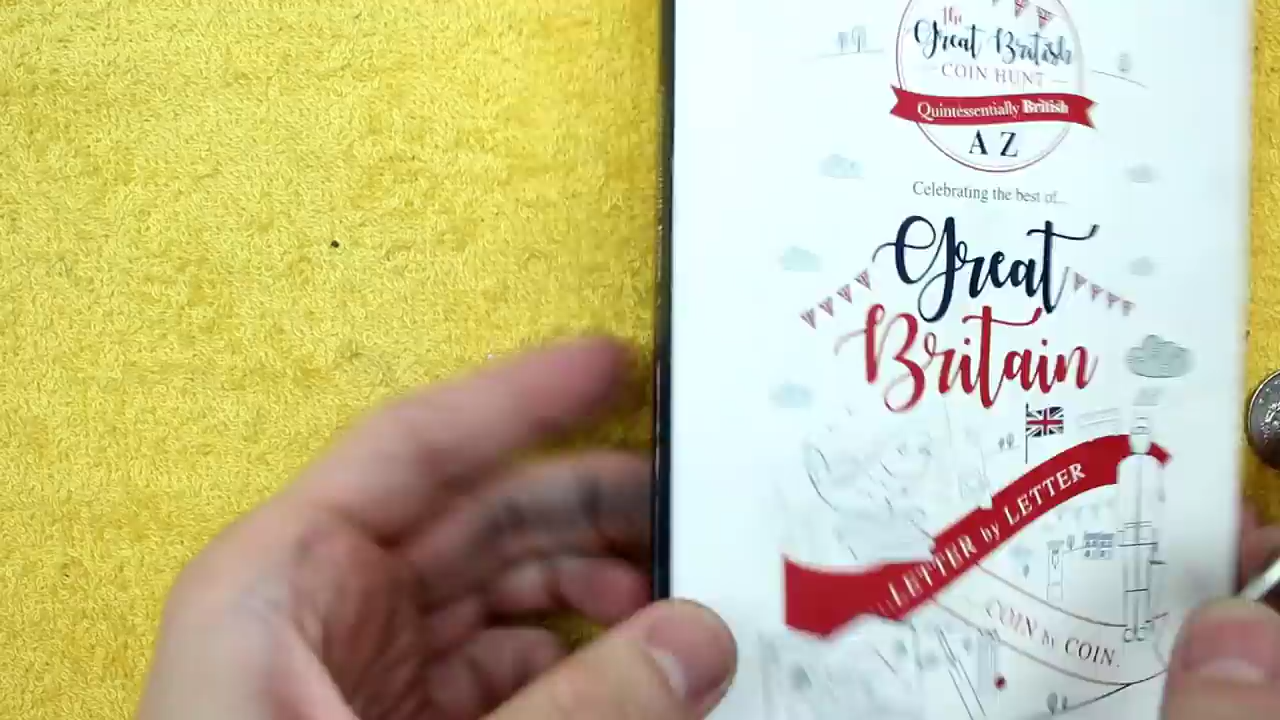 The
Great British
COIN HUNT
Quintessentially British
A Z
Celebrating the best of...
Great
Britain
LETTER by LETTER
COIN by COIN.